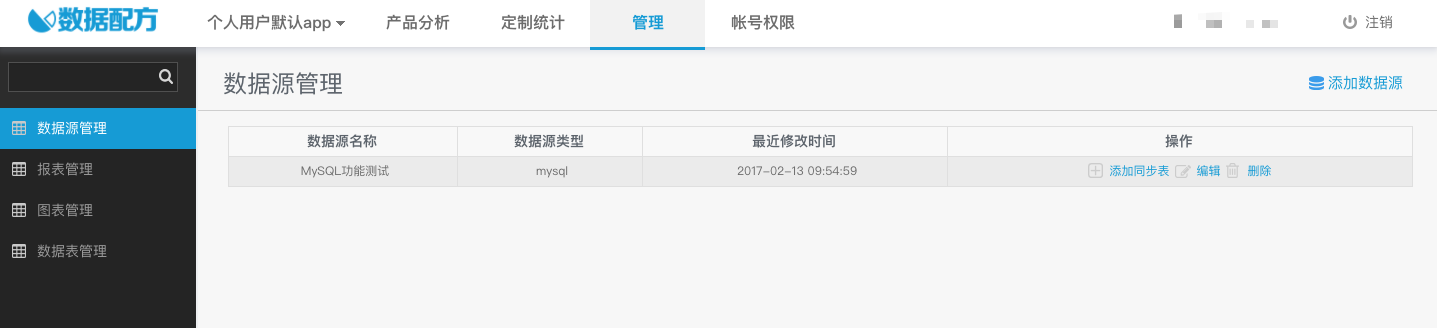 数据配方 个人用户默认app 产品分析 定制统计 管理 帐号权限 注销
数据源管理 添加数据源
数据源管理
报表管理
图表管理
数据表管理
数据源名称 数据源类型 最近修改时间 操作
MySQL功能测试 mysql 2017-02-13 09:54:59 添加同步表 编辑 删除